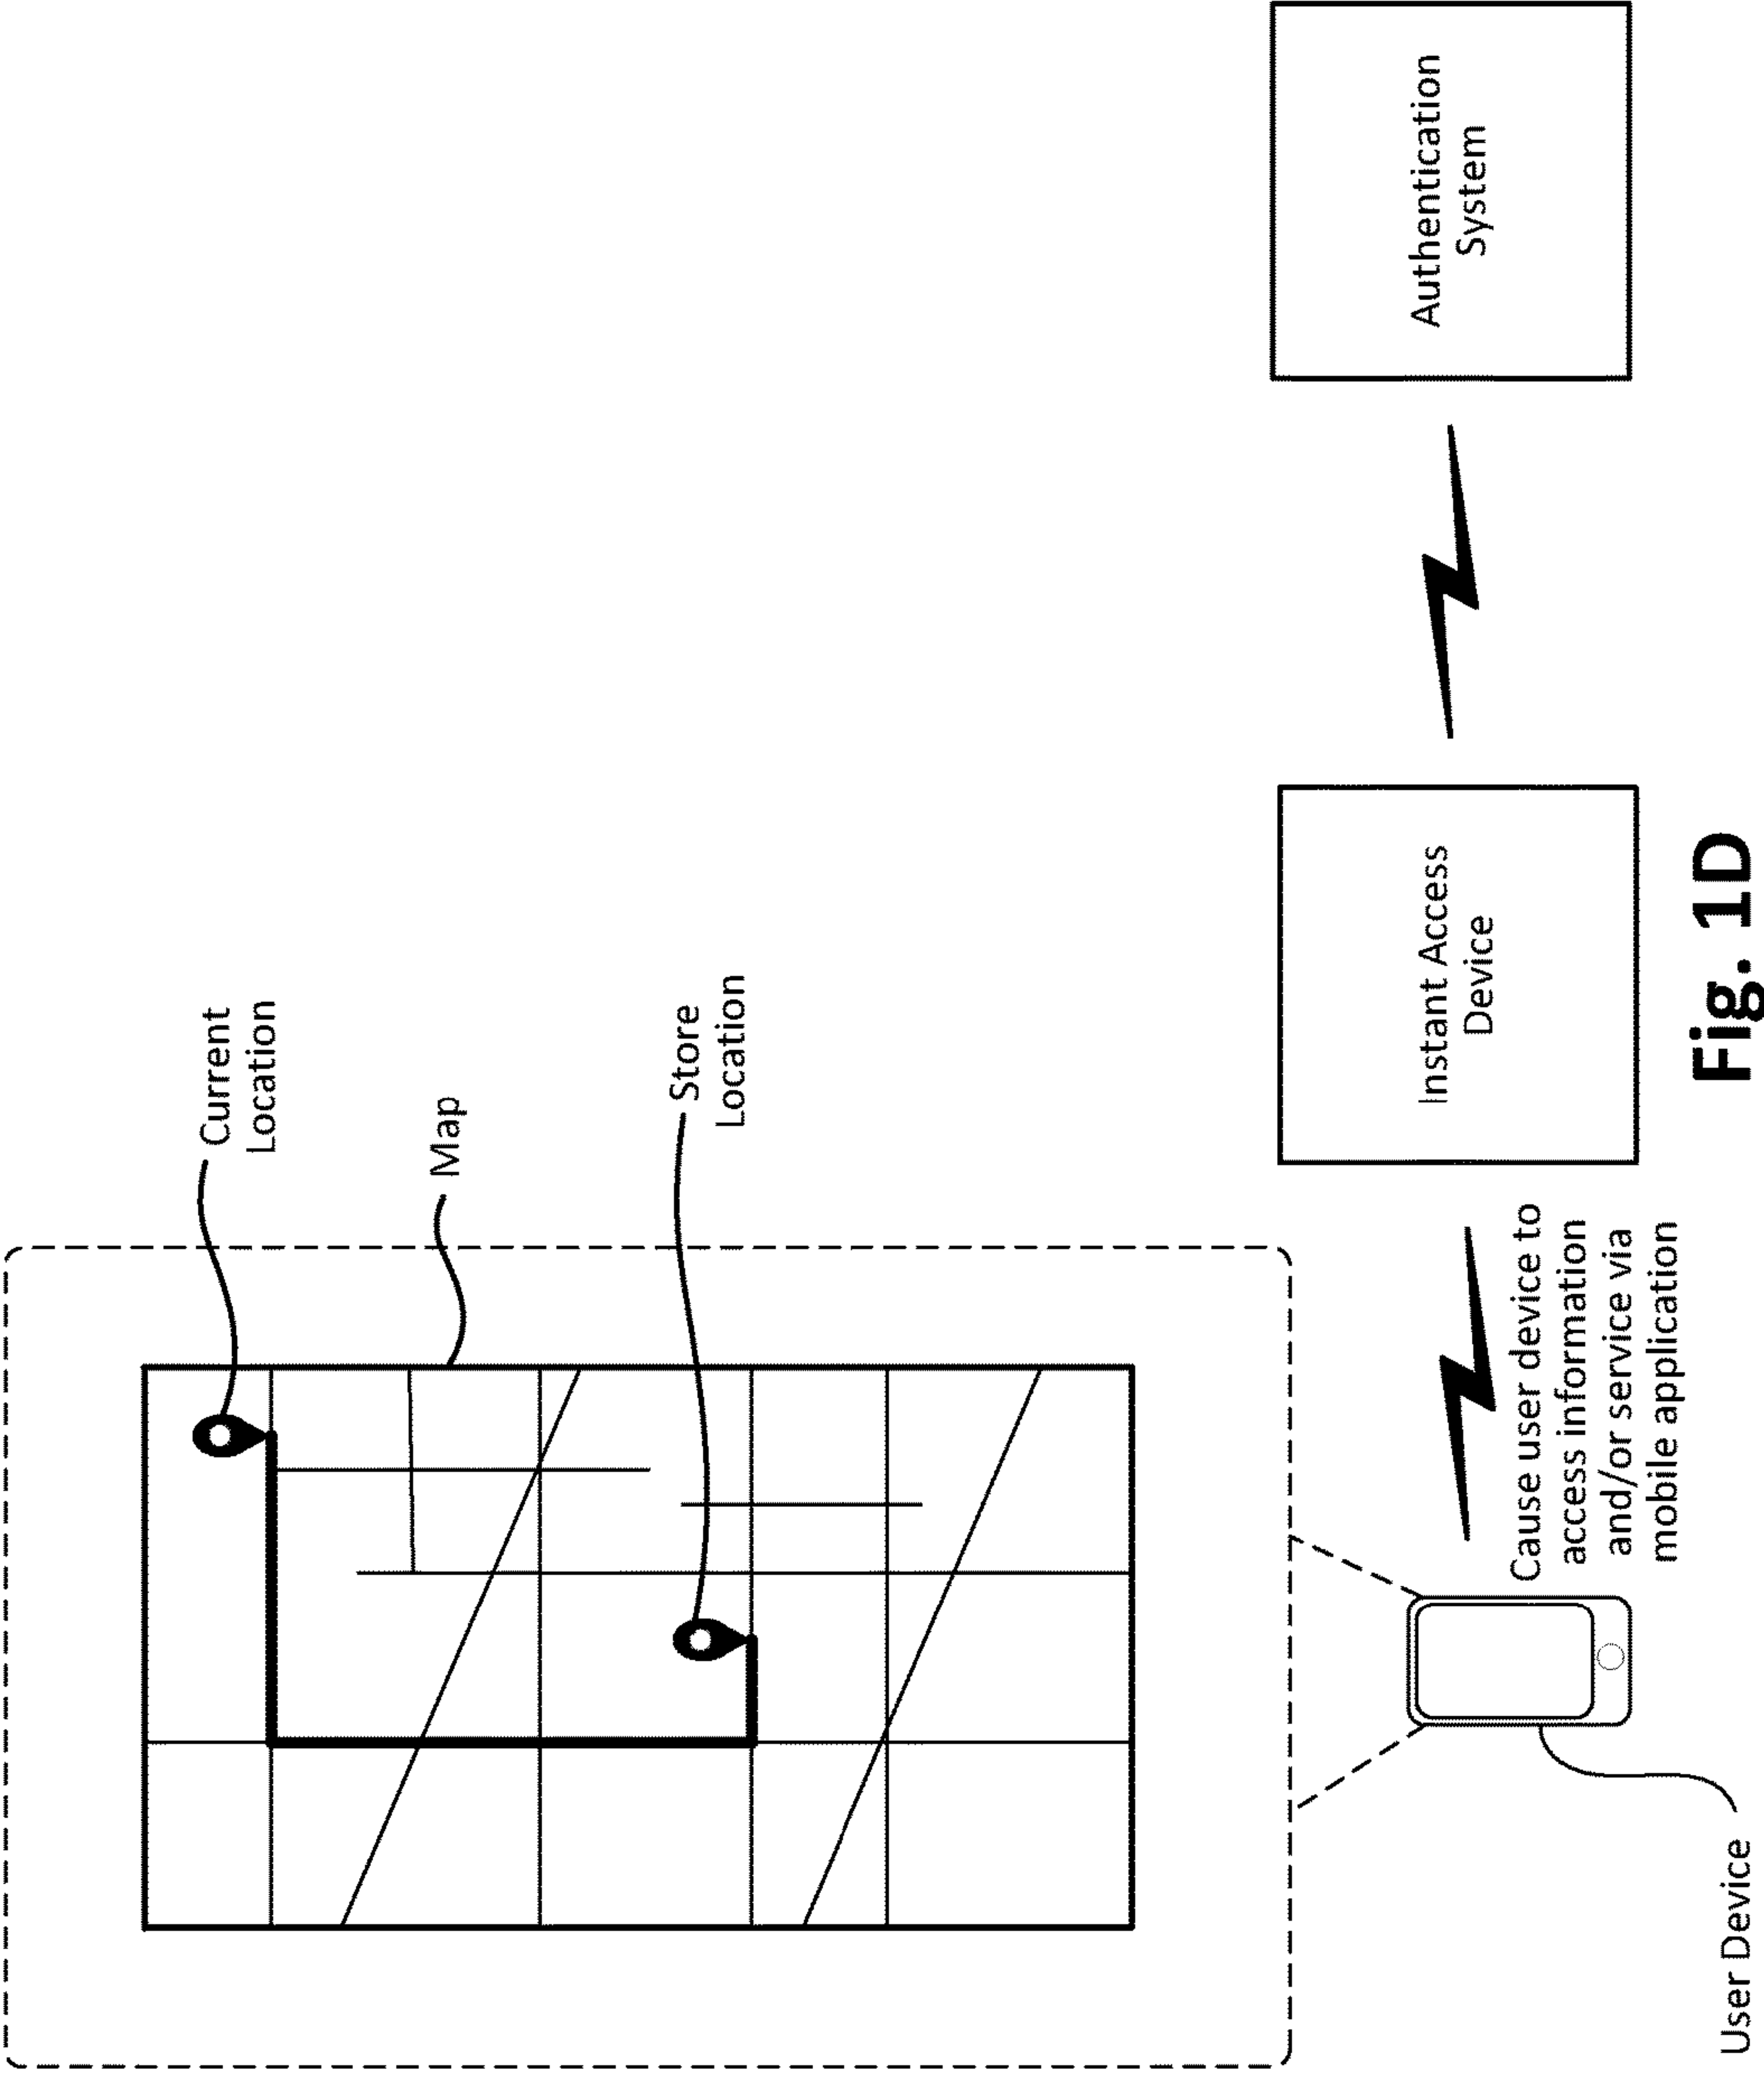 Current
Location
Map
Store
Location
Authentication
System
Instant Access
Device
Cause user device to
access information
and/or service via
mobile application
User Device
Fig. 1D